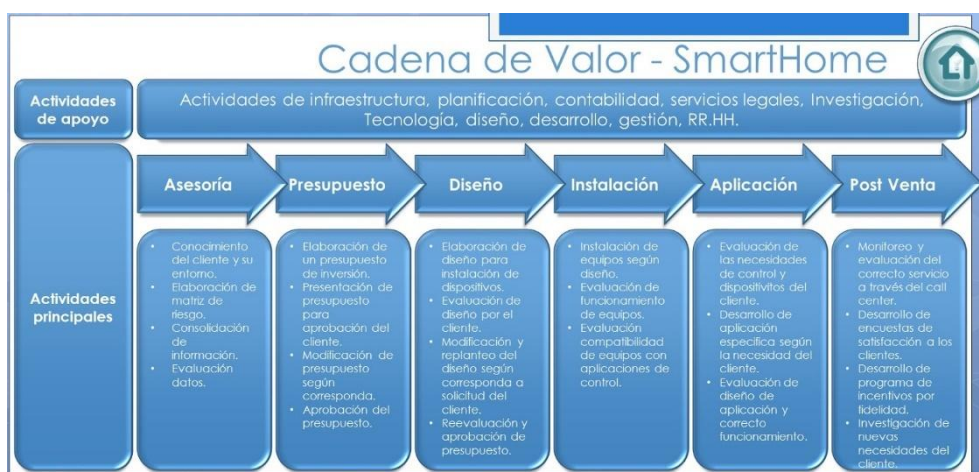 Cadena de Valor - SmartHome
Actividades
de apoyo
Actividades de infraestructura, planificación, contabilidad, servicios legales, Investigación,
Tecnología, diseño, desarrollo, gestión, RR.HH.
Actividades
principales
Asesoría
• Conocimiento
del cliente y su
entorno.
• Elaboración de
matriz de
riesgo.
• Consolidación
de
información.
• Evaluación
datos.
Presupuesto
• Elaboración de
un presupuesto
de inversión.
• Presentación de
presupuesto
para
aprobación del
cliente.
• Modificación de
presupuesto
según
corresponda.
• Aprobación del
presupuesto.
Diseño
• Elaboración de
diseño para
instalación de
dispositivos.
• Evaluación de
diseño por el
cliente.
• Modificación y
replanteo del
diseño según
corresponda a
solicitud del
cliente.
• Reevaluación y
aprobación de
presupuesto.
Instalación
• Instalación de
equipos según
diseño.
• Evaluación de
funcionamiento
de equipos.
• Evaluación
compatibilidad
de equipos con
aplicaciones de
control.
Aplicación
• Evaluación de
las necesidades
de control y
dispositivitos del
cliente.
• Desarrollo de
aplicación
especifica según
la necesidad del
cliente.
• Evaluación de
diseño de
aplicación y
correcto
funcionamiento.
Post Venta
• Monitoreo y
evaluación del
correcto servicio
a través del call
center.
• Desarrollo de
encuestas de
satisfacción a los
clientes.
• Desarrollo de
programa de
incentivos por
fidelidad.
• Investigación de
nuevas
necesidades del
cliente.